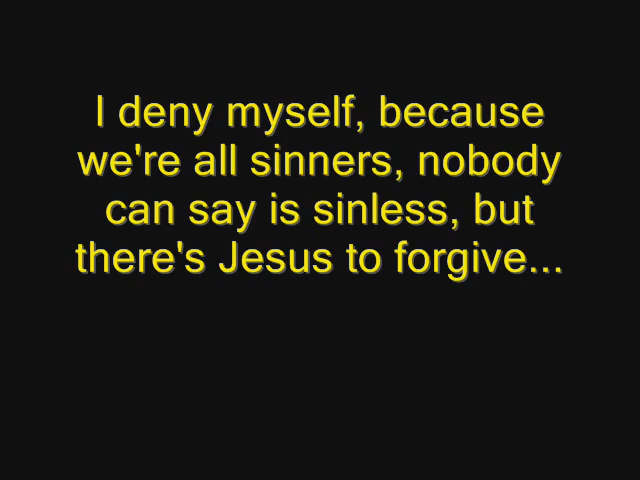 I deny myself, because
we're all sinners, nobody
can say is sinless, but
there's Jesus to forgive...